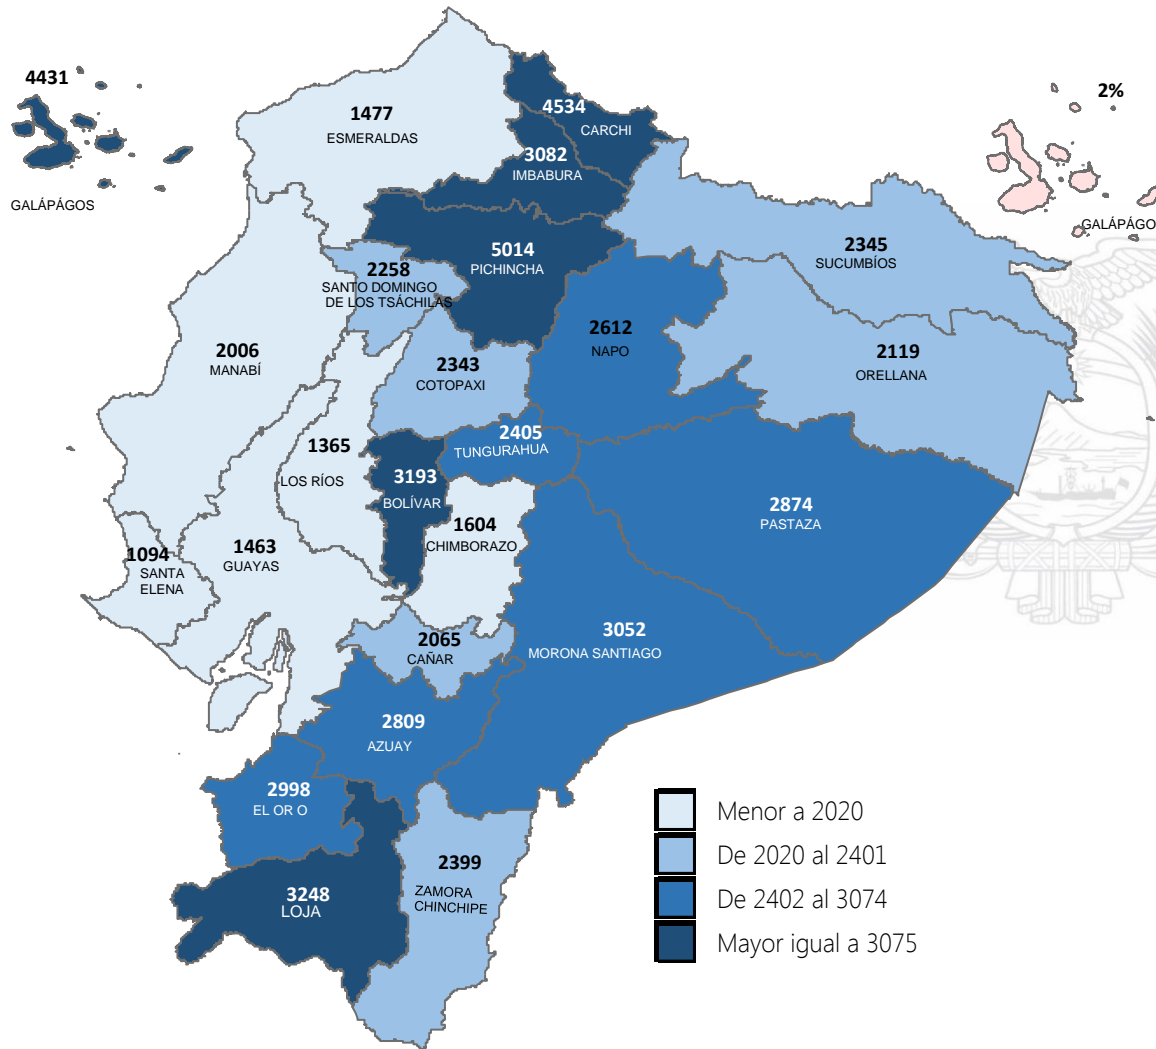 4431
GALÁPÁGOS
1477
ESMERALDAS
4534
CARCHI
3082
IMBABURA
2%
GALÁPÁGO
5014
PICHINCHA
2345
SUCUMBÍOS
2258
SANTO DOMINGO
DE LOS TSÁCHILAS
2612
NAPO
2006
MANABÍ
2343
COTOPAXI
2119
ORELLANA
1365
LOS RÍOS
2405
TUNGURAHUA
3193
BOLÍVAR
2874
PASTAZA
1604
CHIMBORAZO
1094
SANTA
ELENA
1463
GUAYAS
2065
CAÑAR
3052
MORONA SANTIAGO
2809
AZUAY
2998
EL OR O
3248
LOJA
2399
ZAMORA
CHINCHIPE
Menor a 2020
De 2020 al 2401
De 2402 al 3074
Mayor igual a 3075